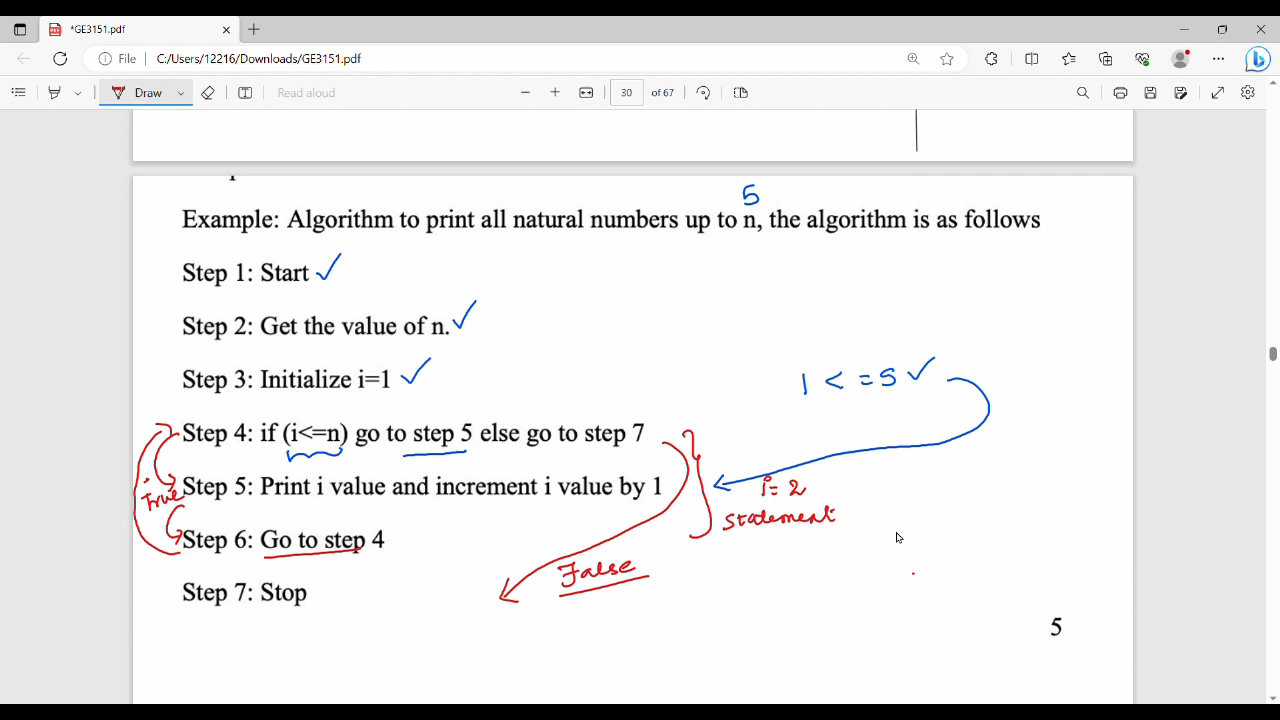 *GE3151.pdf
File C:/Users/12216/Downloads/GE3151.pdf
Draw Read aloud 30 of 67
5
Example: Algorithm to print all natural numbers up to n, the algorithm is as follows
Step 1: Start
Step 2: Get the value of n.
Step 3: Initialize i=1
1 <= 5
Step 4: if (i<=n) go to step 5 else go to step 7
Step 5: Print i value and increment i value by 1
i=2
True
statement
Step 6: Go to step 4
False
Step 7: Stop
5